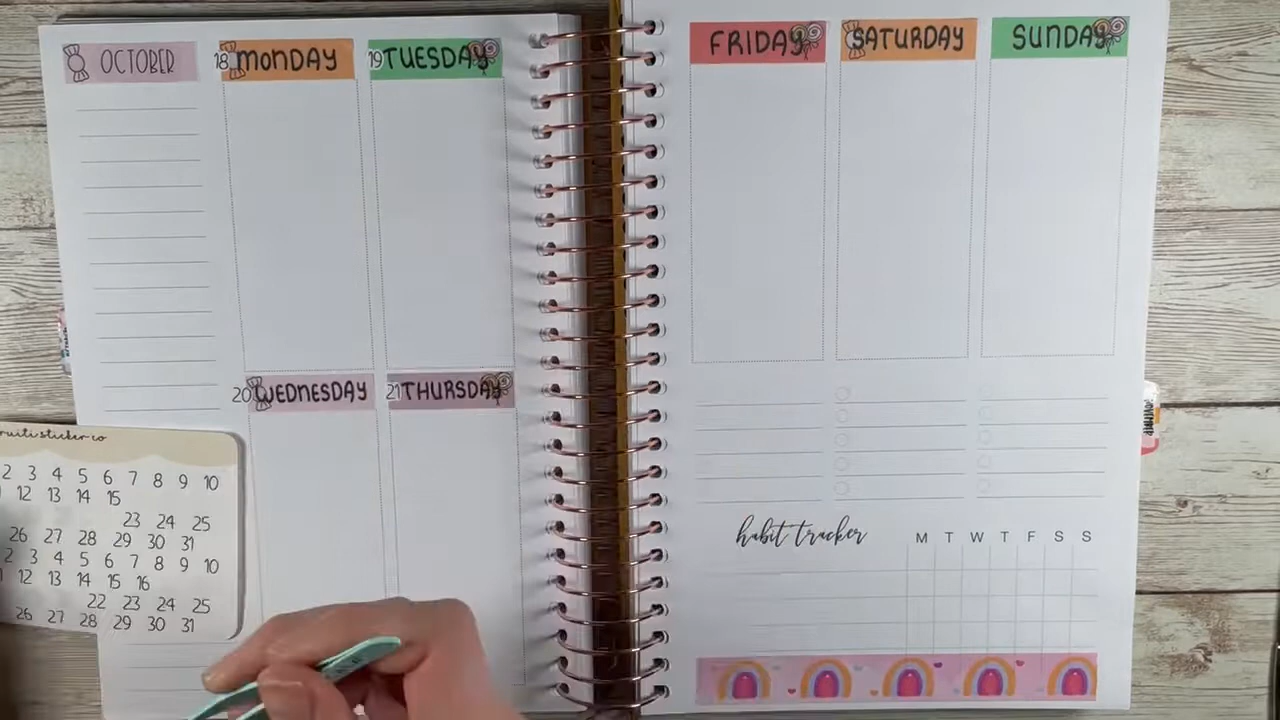 OCTOBER
18 MONDAY
19 TUESDAY
20 WEDNESDAY
21 THURSDAY
sticker co
2 3 4 5 6 7 8 9 10
12 13 14 15
23 24 25
26 27 28 29 30 31
2 3 4 5 6 7 8 9 10
12 13 14 15 16
22 23 24 25
26 27 28 29 30 31
FRIDAY
SATURDAY
SUNDAY
habit tracker
M T W T F S S